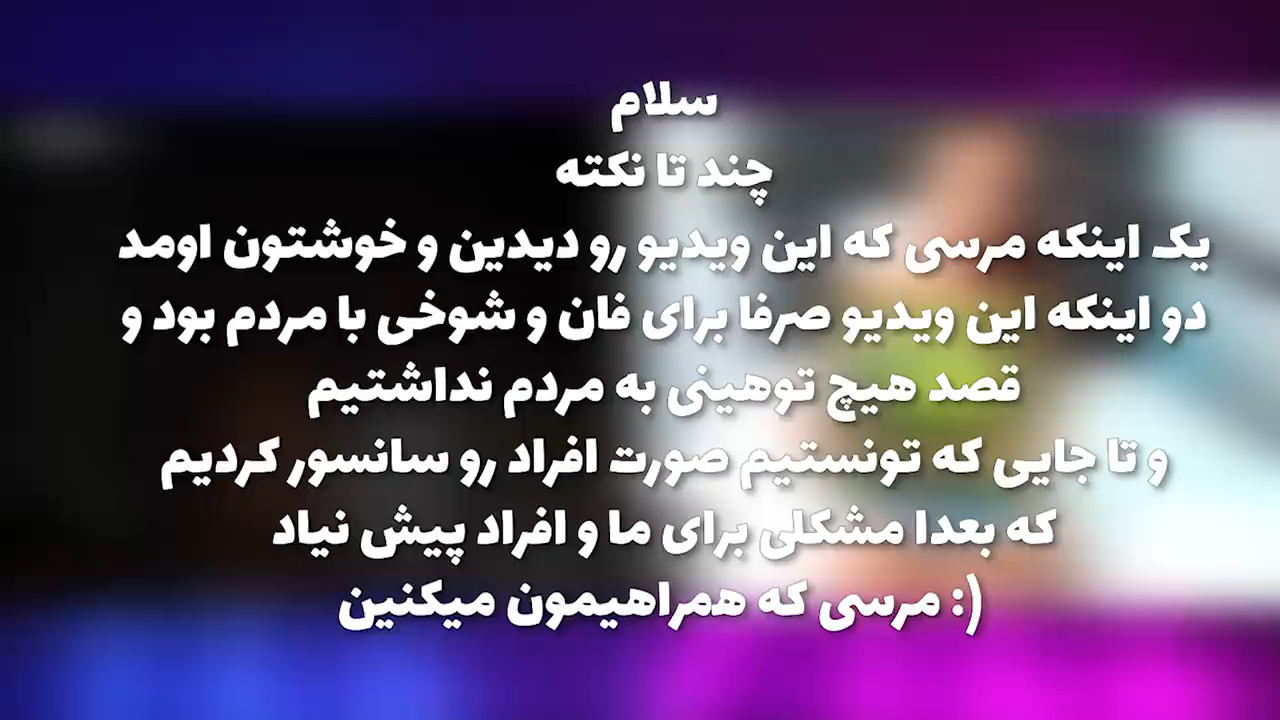 سلام
چند تا نکته
یک اینکه مرسی که این ویدیو رو دیدین و خوشتون اومد
دو اینکه این ویدیو صرفا برای فان و شوخی با مردم بود و
قصد هیچ توهینی به مردم نداشتیم
و تا جایی که تونستیم صورت افراد رو سانسور کردیم
که بعدا مشکلی برای ما و افراد پیش نیاد
(: مرسی که همراهیمون میکنین